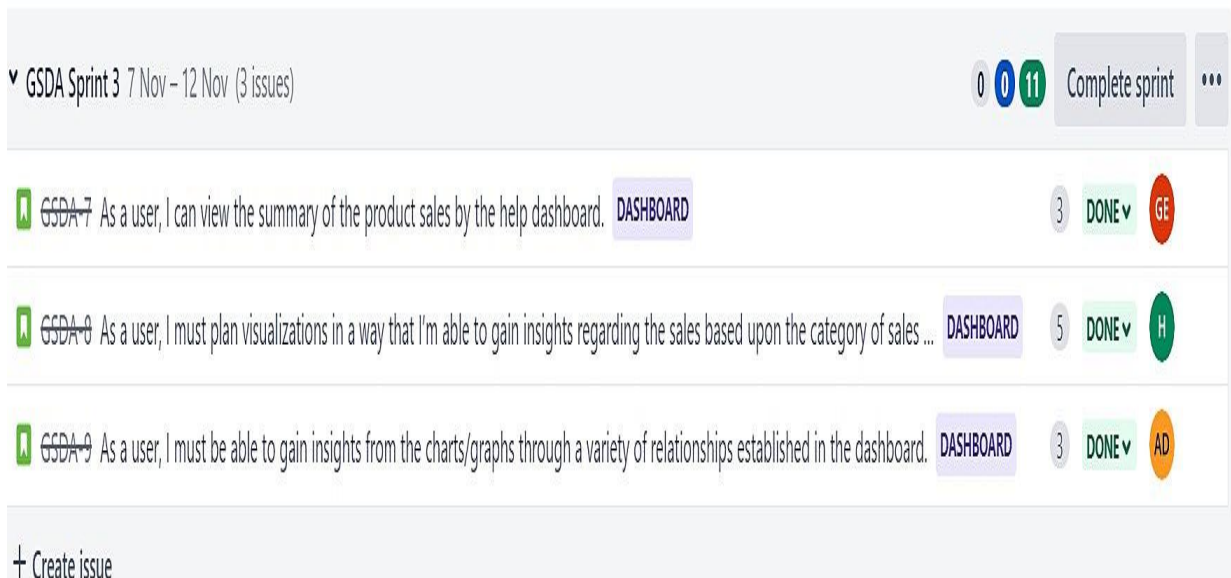 GSDA Sprint 3 7 Nov – 12 Nov (3 issues) 0 0 11 Complete sprint •••
GSDA-7 As a user, I can view the summary of the product sales by the help dashboard. DASHBOARD 3 DONE GE
GSDA-8 As a user, I must plan visualizations in a way that I'm able to gain insights regarding the sales based upon the category of sales ... DASHBOARD 5 DONE H
GSDA-9 As a user, I must be able to gain insights from the charts/graphs through a variety of relationships established in the dashboard. DASHBOARD 3 DONE AD
+ Create issue